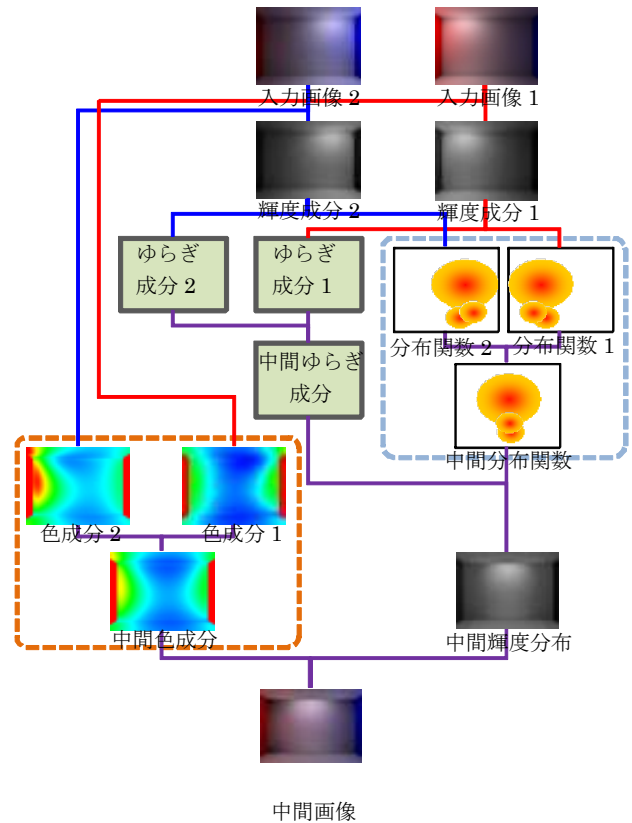 入力画像 2
入力画像 1
輝度成分 2
輝度成分 1
ゆらぎ
成分 2
ゆらぎ
成分 1
分布関数 2
分布関数 1
中間ゆらぎ
成分
中間分布関数
色成分 2
色成分 1
中間色成分
中間輝度分布
中間画像